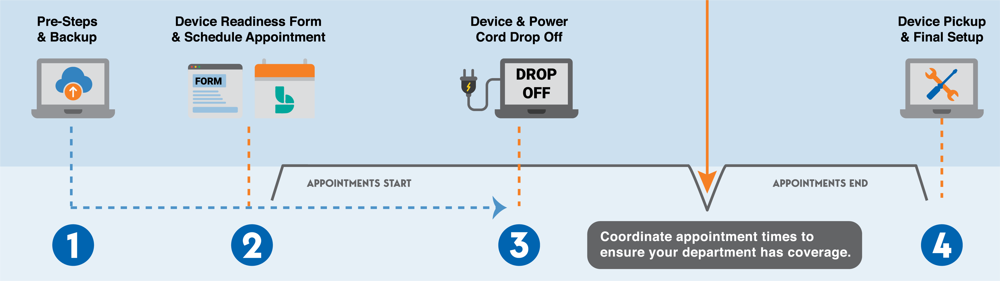 Pre-Steps
& Backup
Device Readiness Form
& Schedule Appointment
Device & Power
Cord Drop Off
Device Pickup
& Final Setup
FORM
DROP
OFF
APPOINTMENTS START
APPOINTMENTS END
1
2
3
Coordinate appointment times to
ensure your department has coverage.
4